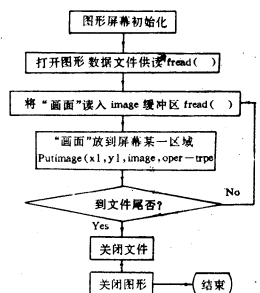 图形屏幕初始化
打开图形数据文件供读fread( )
将“画面”读入image缓冲区fread( )
“画面”放到屏幕某一区域
Putimage(x1,y1,image,oper—trpe
No
到文件尾否?
Yes
关闭文件
关闭图形
结束